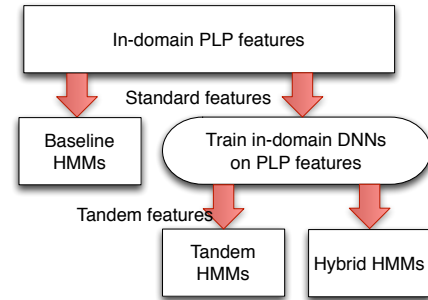 In-domain PLP features
Standard features
Baseline
HMMs
Train in-domain DNNs
on PLP features
Tandem features
Tandem
HMMs
Hybrid HMMs